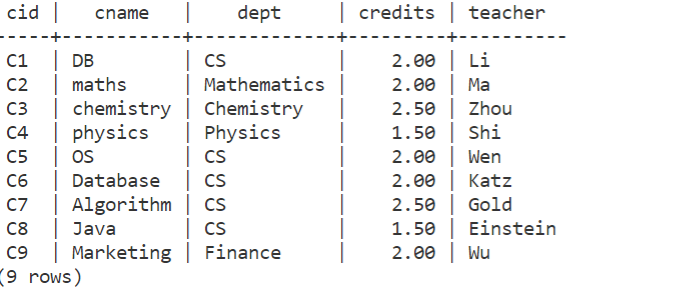 cid | cname | dept | credits | teacher
-----+-----------+-------------+---------+----------
C1 | DB | CS | 2.00 | Li
C2 | maths | Mathematics | 2.00 | Ma
C3 | chemistry | Chemistry | 2.50 | Zhou
C4 | physics | Physics | 1.50 | Shi
C5 | OS | CS | 2.00 | Wen
C6 | Database | CS | 2.00 | Katz
C7 | Algorithm | CS | 2.50 | Gold
C8 | Java | CS | 1.50 | Einstein
C9 | Marketing | Finance | 2.00 | Wu
(9 rows)